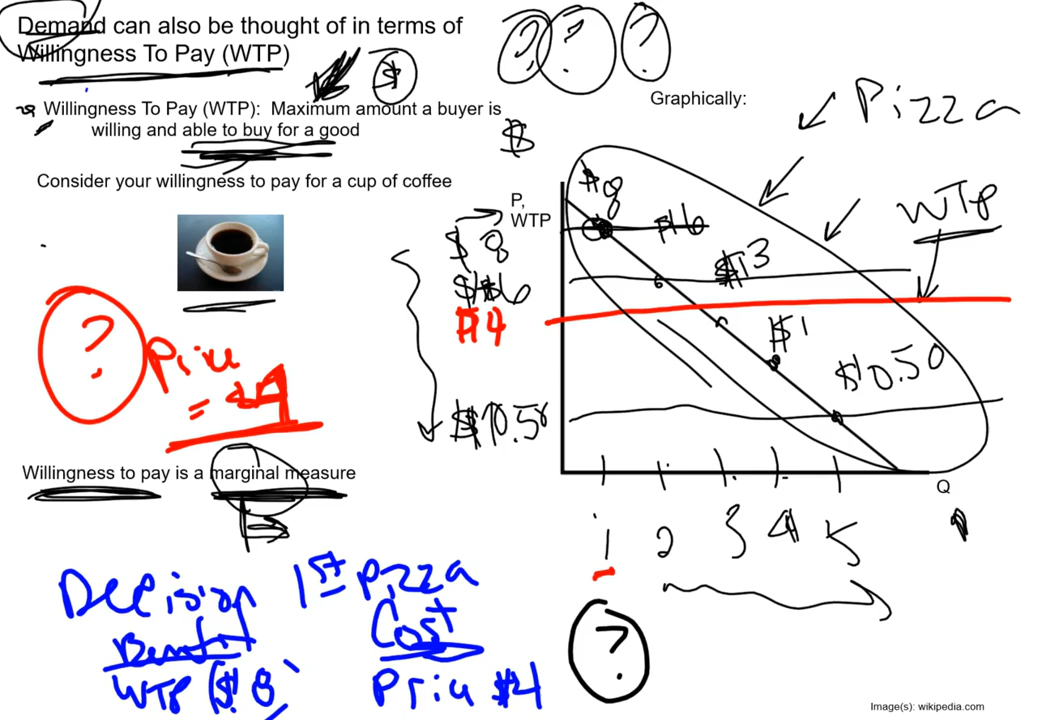 Demand can also be thought of in terms of
Willingness To Pay (WTP)
$
? ? ?
Willingness To Pay (WTP): Maximum amount a buyer is
willing and able to buy for a good
Consider your willingness to pay for a cup of coffee
?
Price
= $4
Willingness to pay is a marginal measure
Decision 1st Pizza
Benefit Cost
WTP ($8) Price $4
Graphically:
Pizza
WTP
$
P,
WTP
$8
$6
$4
$0.50
$8
$6
$3
$1
$0.50
Q
1 2 3 4 5
?
Image(s): wikipedia.com